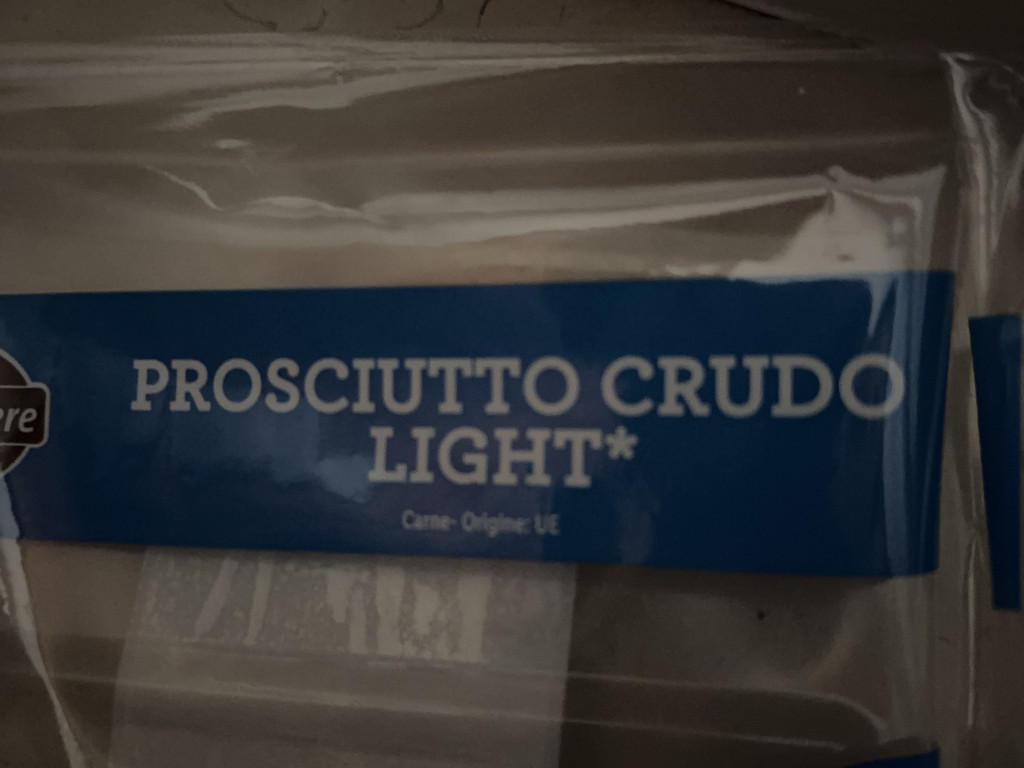 PROSCIUTTO CRUDO
LIGHT*
Carne- Origine: UE